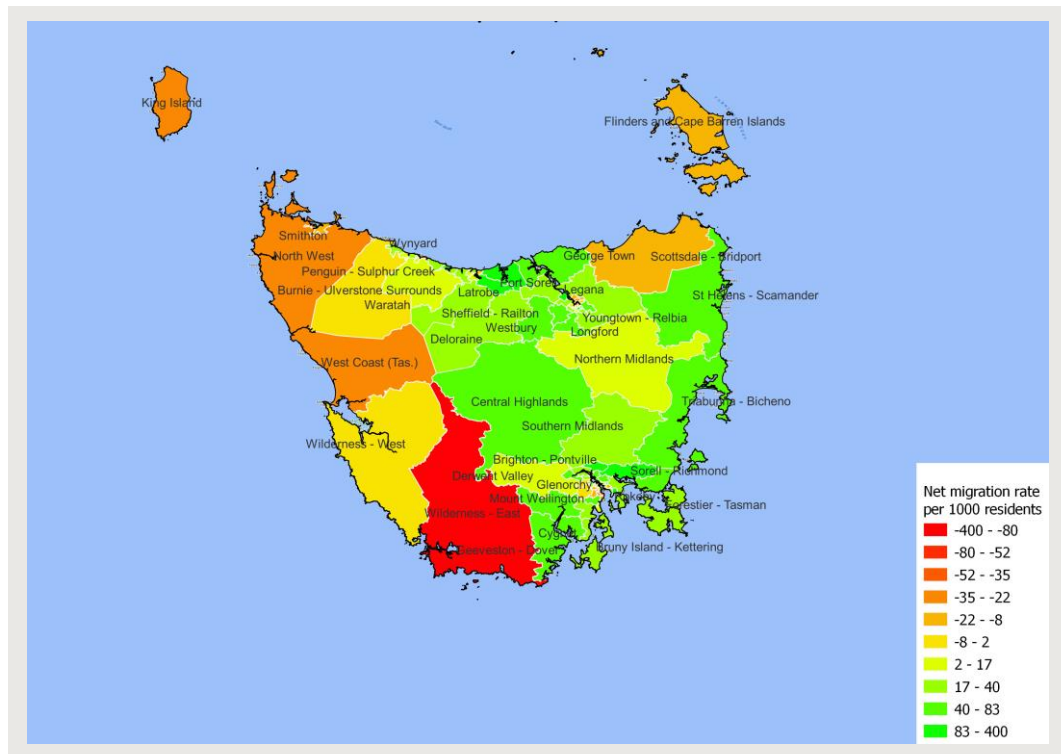 King Island
Flinders and Cape Barren Islands
Smithton
Wynyard
North West
George Town
Scottsdale - Bridport
Penguin - Sulphur Creek
Port Sorell
Legana
Burnie - Ulverstone Surrounds
Latrobe
St Helens - Scamander
Waratah
Sheffield - Railton
Youngtown - Relbia
Westbury
Longford
Deloraine
West Coast (Tas.)
Northern Midlands
Central Highlands
Triabunna - Bicheno
Southern Midlands
Wilderness - West
Brighton - Pontville
Sorell - Richmond
Derwent Valley
Glenorchy
Mount Wellington
Rokeby
Forestier - Tasman
Wilderness - East
Cygnet
Geeveston - Dover
Bruny Island - Kettering
Net migration rate
per 1000 residents
-400 - -80
-80 - -52
-52 - -35
-35 - -22
-22 - -8
-8 - 2
2 - 17
17 - 40
40 - 83
83 - 400